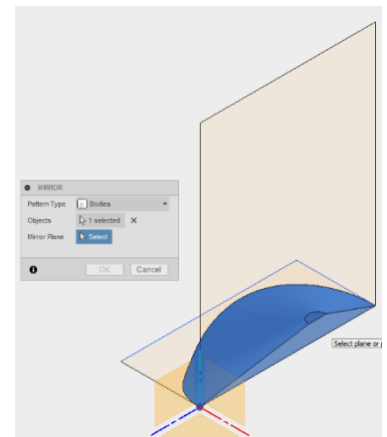 MIRROR
Pattern Type Bodies
Objects 1 selected
Mirror Plane Select
OK Cancel
Select plane or